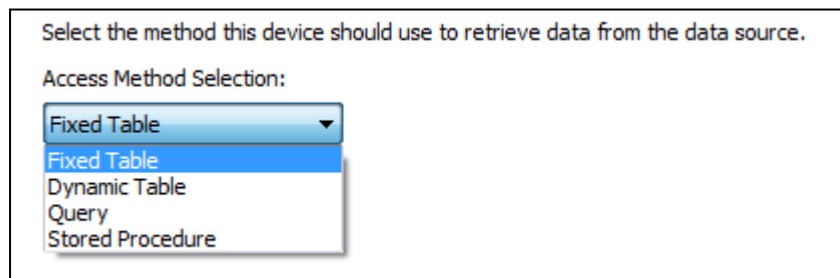 Select the method this device should use to retrieve data from the data source.
Access Method Selection:
Fixed Table
Fixed Table
Dynamic Table
Query
Stored Procedure